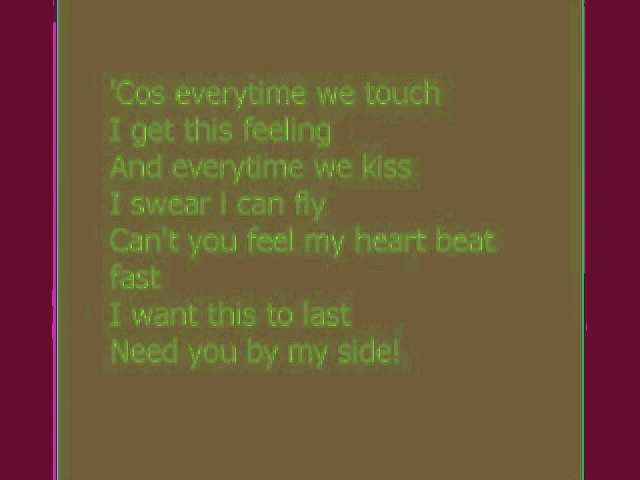 'Cos everytime we touch
I get this feeling
And everytime we kiss
I swear i can fly
Can't you feel my heart beat
fast
I want this to last
Need you by my side!